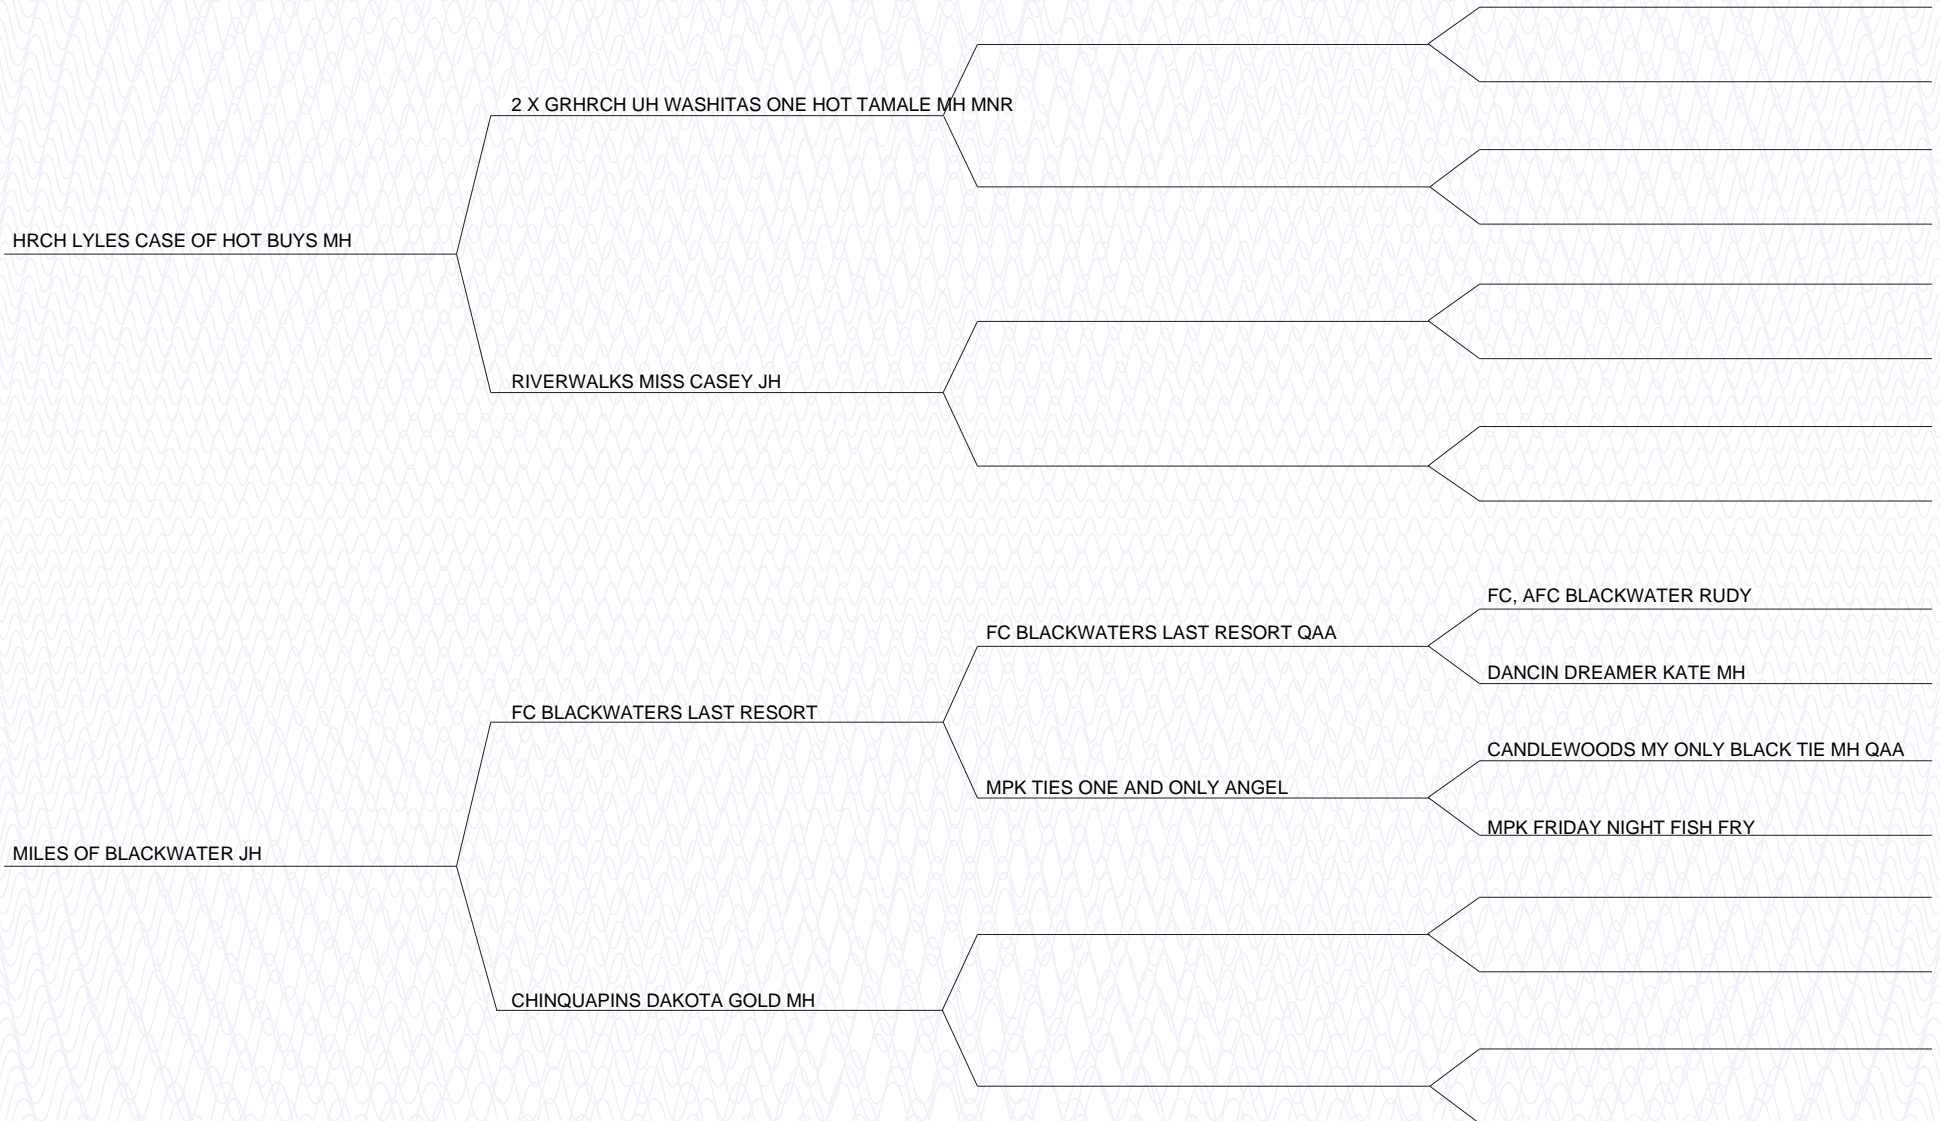 2 X GRHRCH UH WASHITAS ONE HOT TAMALE MH MNR
HRCH LYLES CASE OF HOT BUYS MH
RIVERWALKS MISS CASEY JH
FC, AFC BLACKWATER RUDY
FC BLACKWATERS LAST RESORT QAA
DANCIN DREAMER KATE MH
FC BLACKWATERS LAST RESORT
CANDLEWOODS MY ONLY BLACK TIE MH QAA
MPK TIES ONE AND ONLY ANGEL
MPK FRIDAY NIGHT FISH FRY
MILES OF BLACKWATER JH
CHINQUAPINS DAKOTA GOLD MH